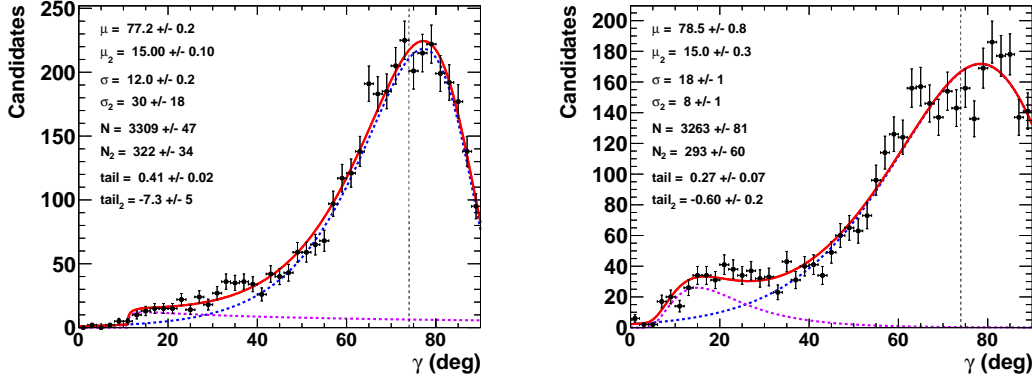 Candidates
250
200
150
100
50
0
μ = 77.2 +/- 0.2
μ2 = 15.00 +/- 0.10
σ = 12.0 +/- 0.2
σ2 = 30 +/- 18
N = 3309 +/- 47
N2 = 322 +/- 34
tail = 0.41 +/- 0.02
tail2 = -7.3 +/- 5
0 20 40 60 80
γ (deg)
Candidates
200
180
160
140
120
100
80
60
40
20
0
μ = 78.5 +/- 0.8
μ2 = 15.0 +/- 0.3
σ = 18 +/- 1
σ2 = 8 +/- 1
N = 3263 +/- 81
N2 = 293 +/- 60
tail = 0.27 +/- 0.07
tail2 = -0.60 +/- 0.2
0 20 40 60 80
γ (deg)